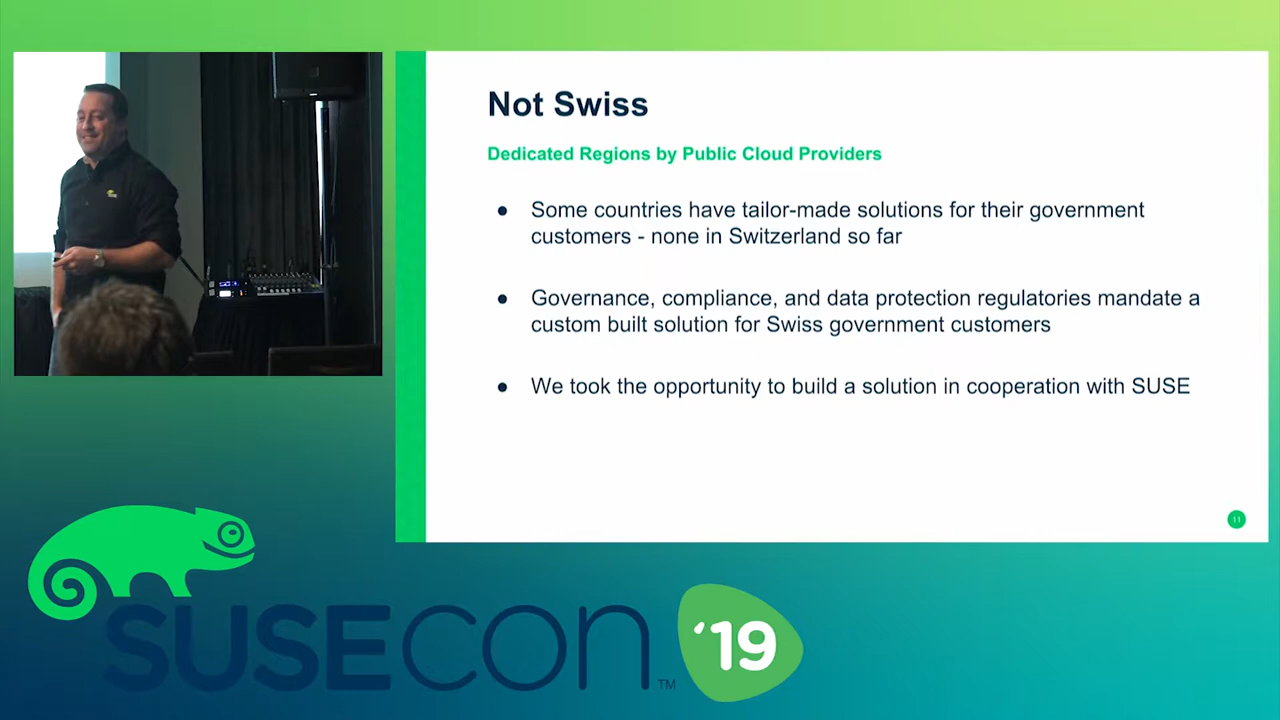 Not Swiss
Dedicated Regions by Public Cloud Providers
● Some countries have tailor-made solutions for their government
customers - none in Switzerland so far
● Governance, compliance, and data protection regulatories mandate a
custom built solution for Swiss government customers
● We took the opportunity to build a solution in cooperation with SUSE
11
SUSECON™ '19